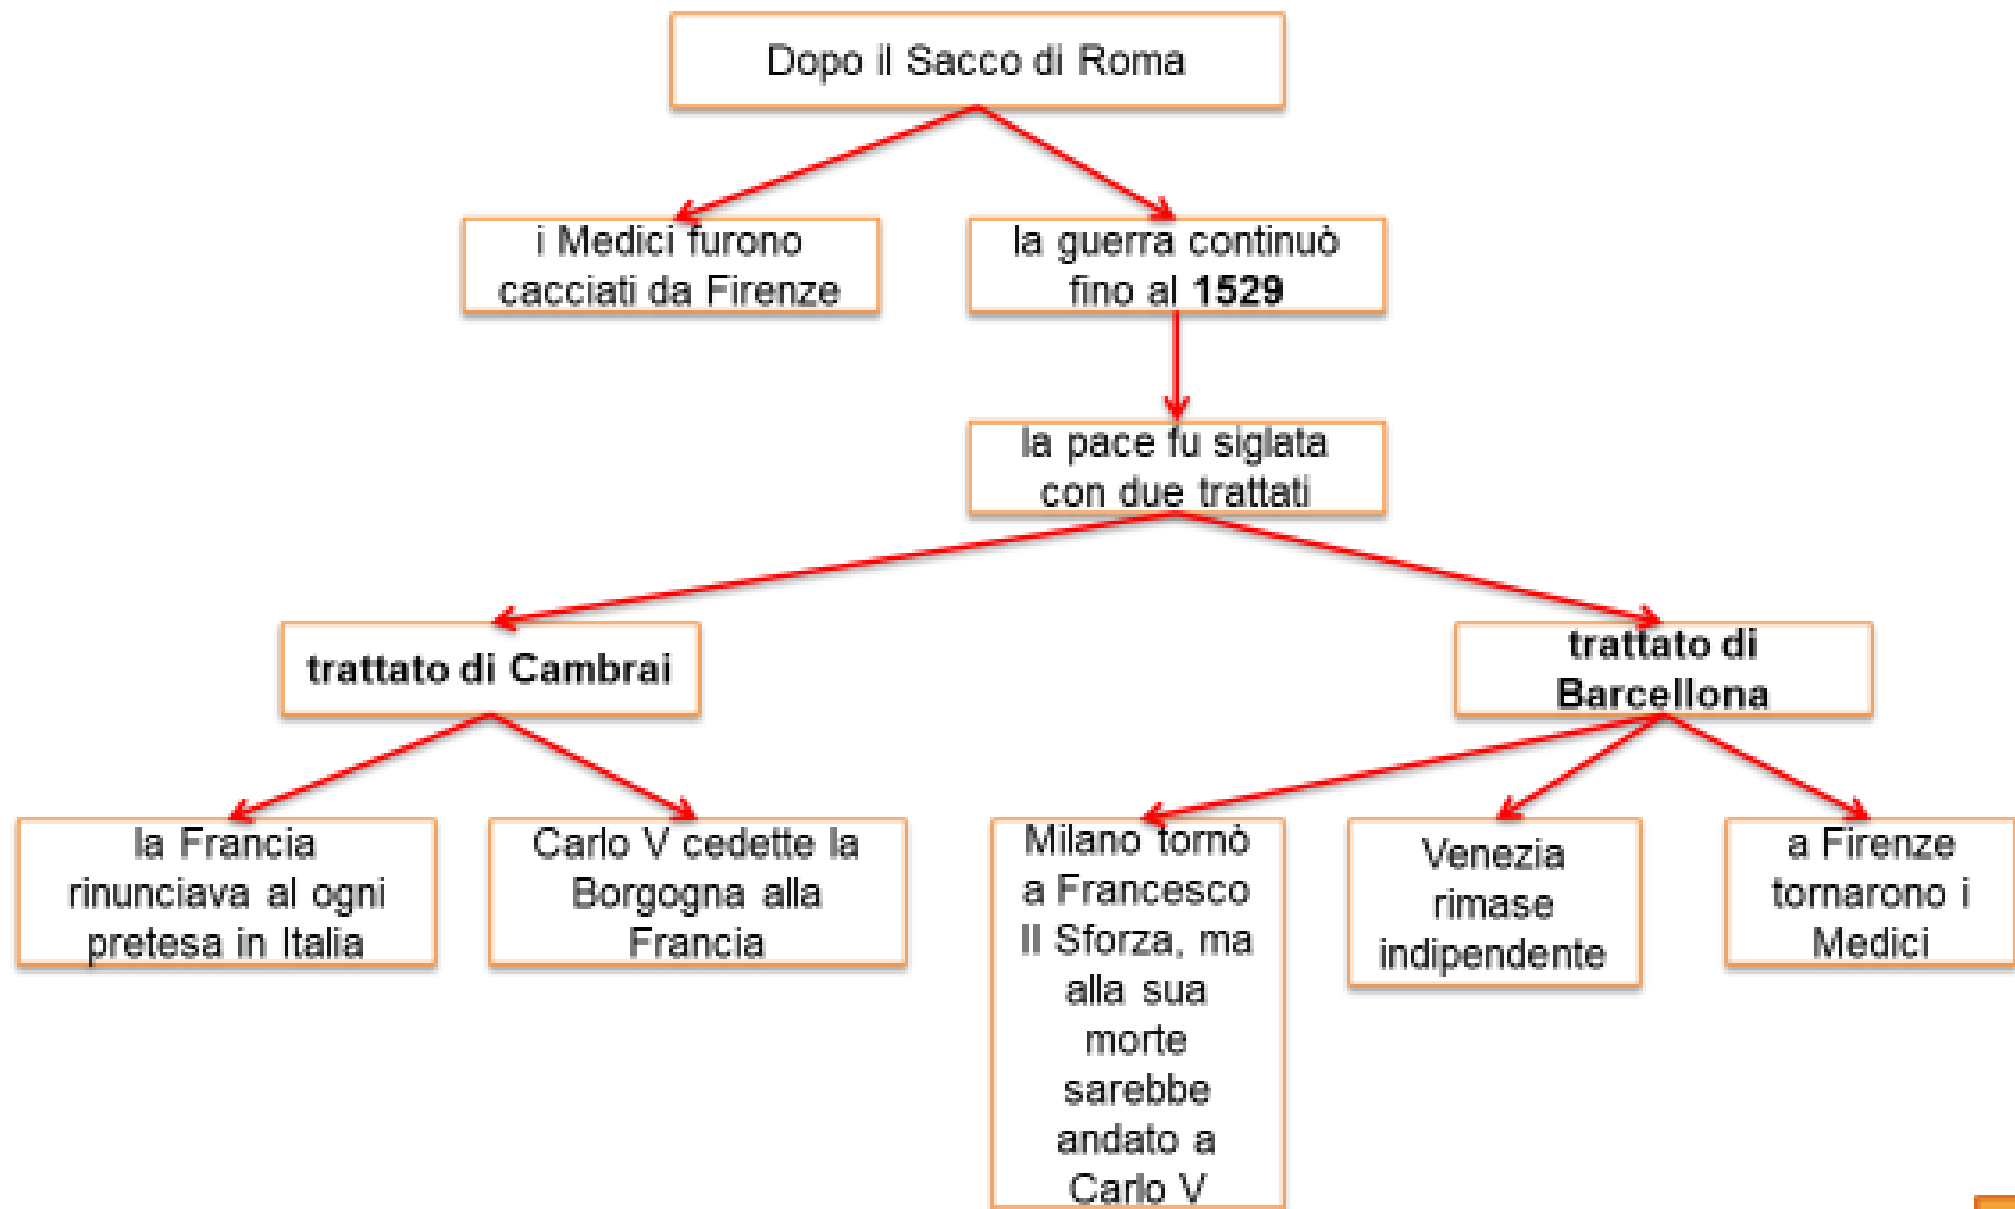 Dopo il Sacco di Roma
i Medici furono
cacciati da Firenze
la guerra continuò
fino al 1529
la pace fu siglata
con due trattati
trattato di Cambrai
trattato di
Barcellona
la Francia
rinunciava al ogni
pretesa in Italia
Carlo V cedette la
Borgogna alla
Francia
Milano tornò
a Francesco
II Sforza, ma
alla sua
morte
sarebbe
andato a
Carlo V
Venezia
rimase
indipendente
a Firenze
tornarono i
Medici